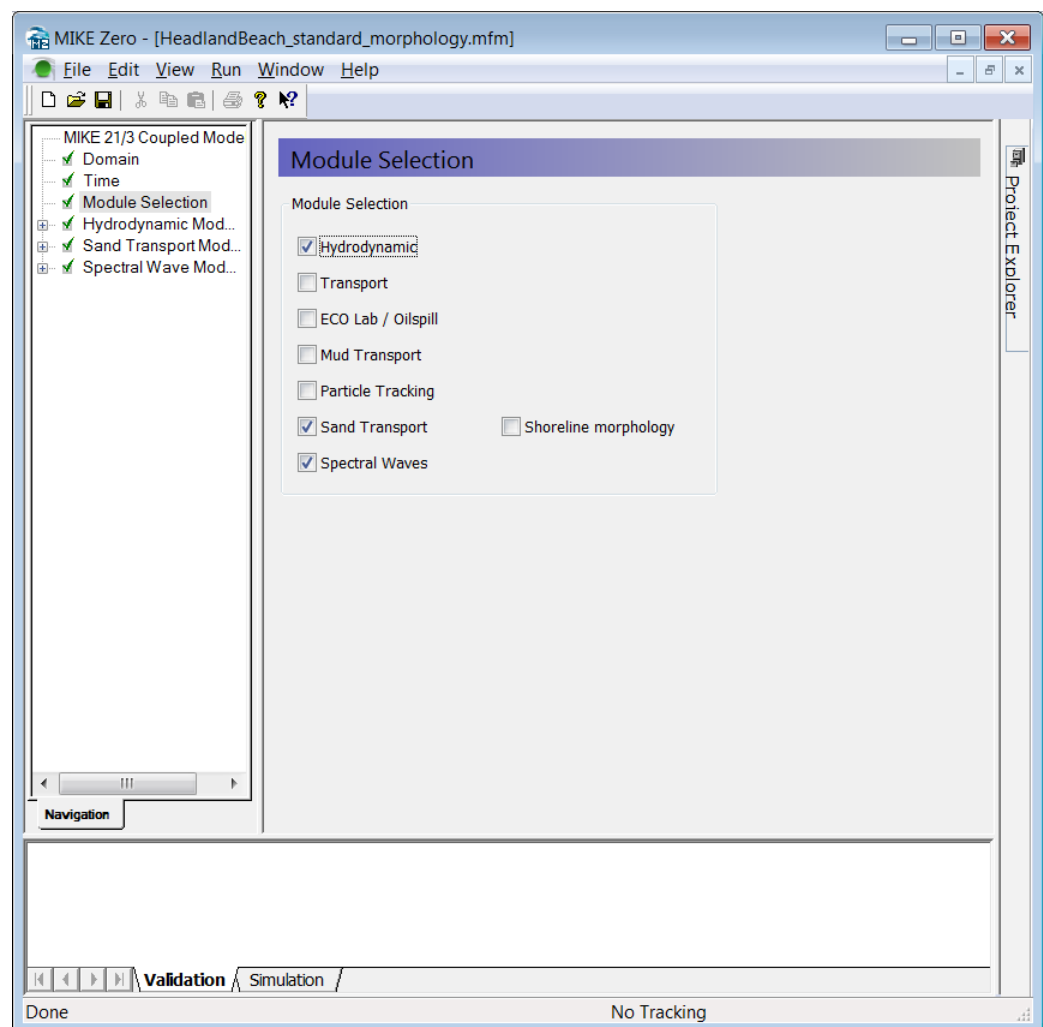 MIKE Zero - [HeadlandBeach_standard_morphology.mfm]
File Edit View Run Window Help
MIKE 21/3 Coupled Mode
Domain
Time
Module Selection
Hydrodynamic Mod...
Sand Transport Mod...
Spectral Wave Mod...
Navigation
Module Selection
Module Selection
Hydrodynamic
Transport
ECO Lab / Oilspill
Mud Transport
Particle Tracking
Sand Transport Shoreline morphology
Spectral Waves
Project Explorer
Validation Simulation
Done No Tracking